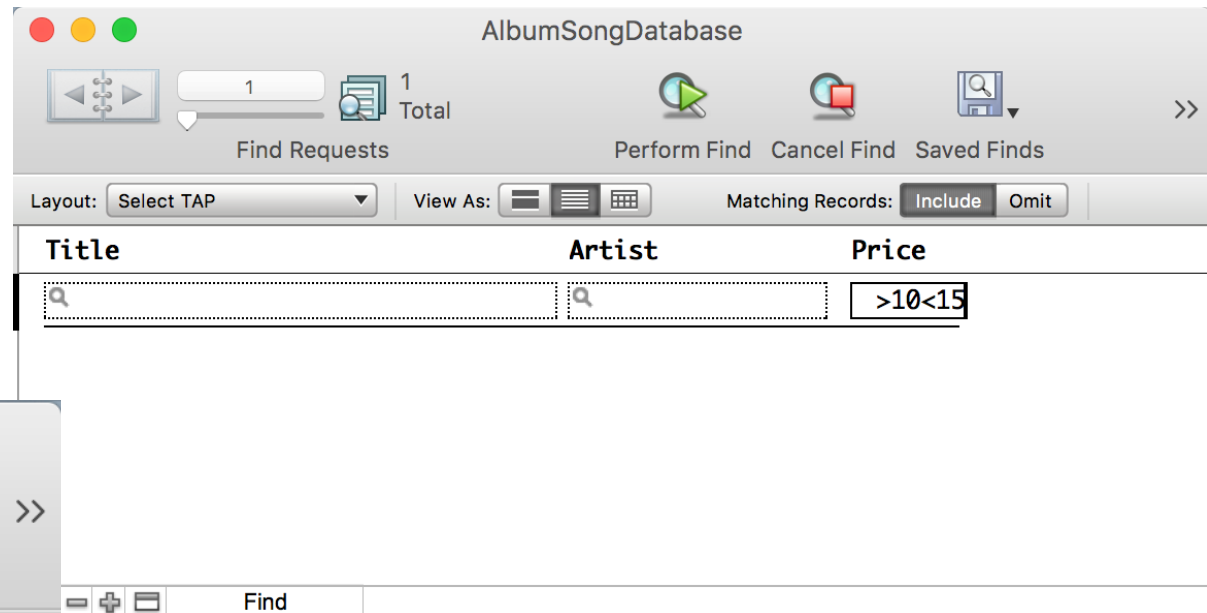 AlbumSongDatabase
1
1
Total
Find Requests
Perform Find Cancel Find Saved Finds
>>
Layout: Select TAP View As: Matching Records: Include Omit
Title Artist Price
>10<15
>>
Find